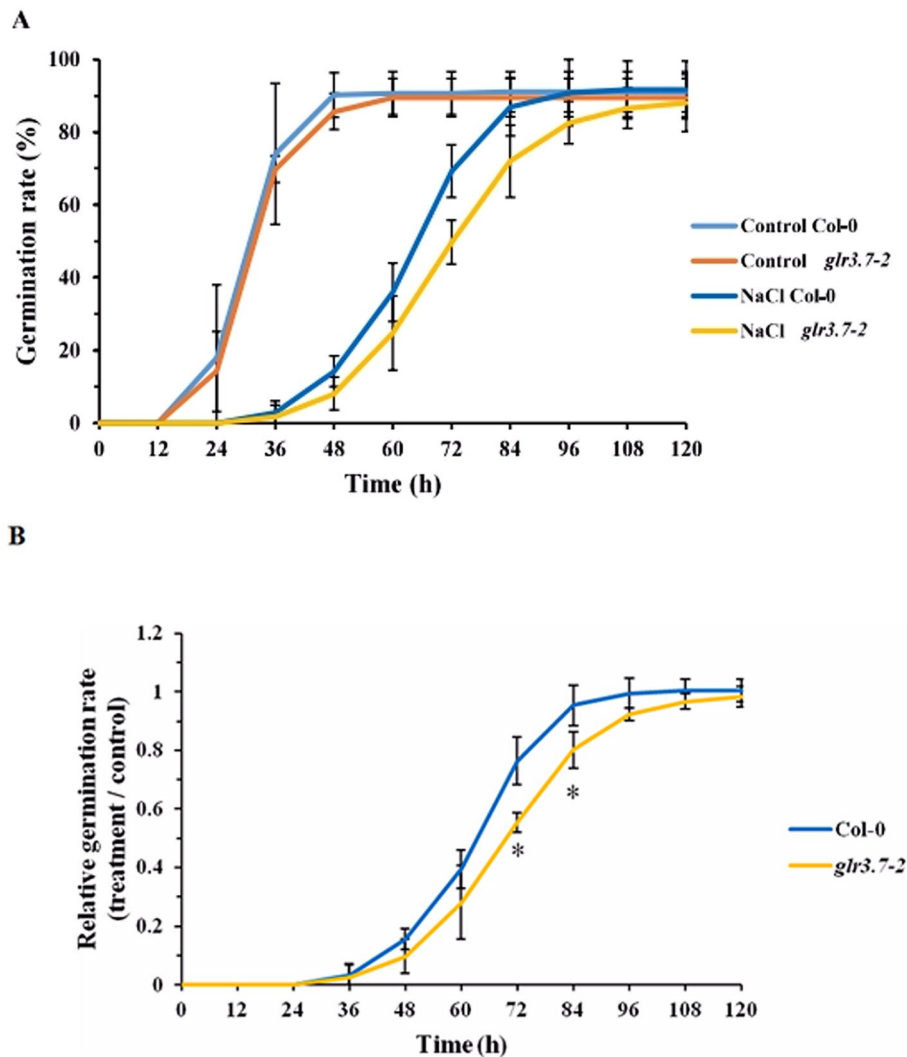 A
100
80
60
40
20
0
Germination rate (%)
0 12 24 36 48 60 72 84 96 108 120
Time (h)
Control Col-0
Control glr3.7-2
NaCl Col-0
NaCl glr3.7-2
B
1.2
1
0.8
0.6
0.4
0.2
0
Relative germination rate
(treatment / control)
*
*
0 12 24 36 48 60 72 84 96 108 120
Time (h)
Col-0
glr3.7-2